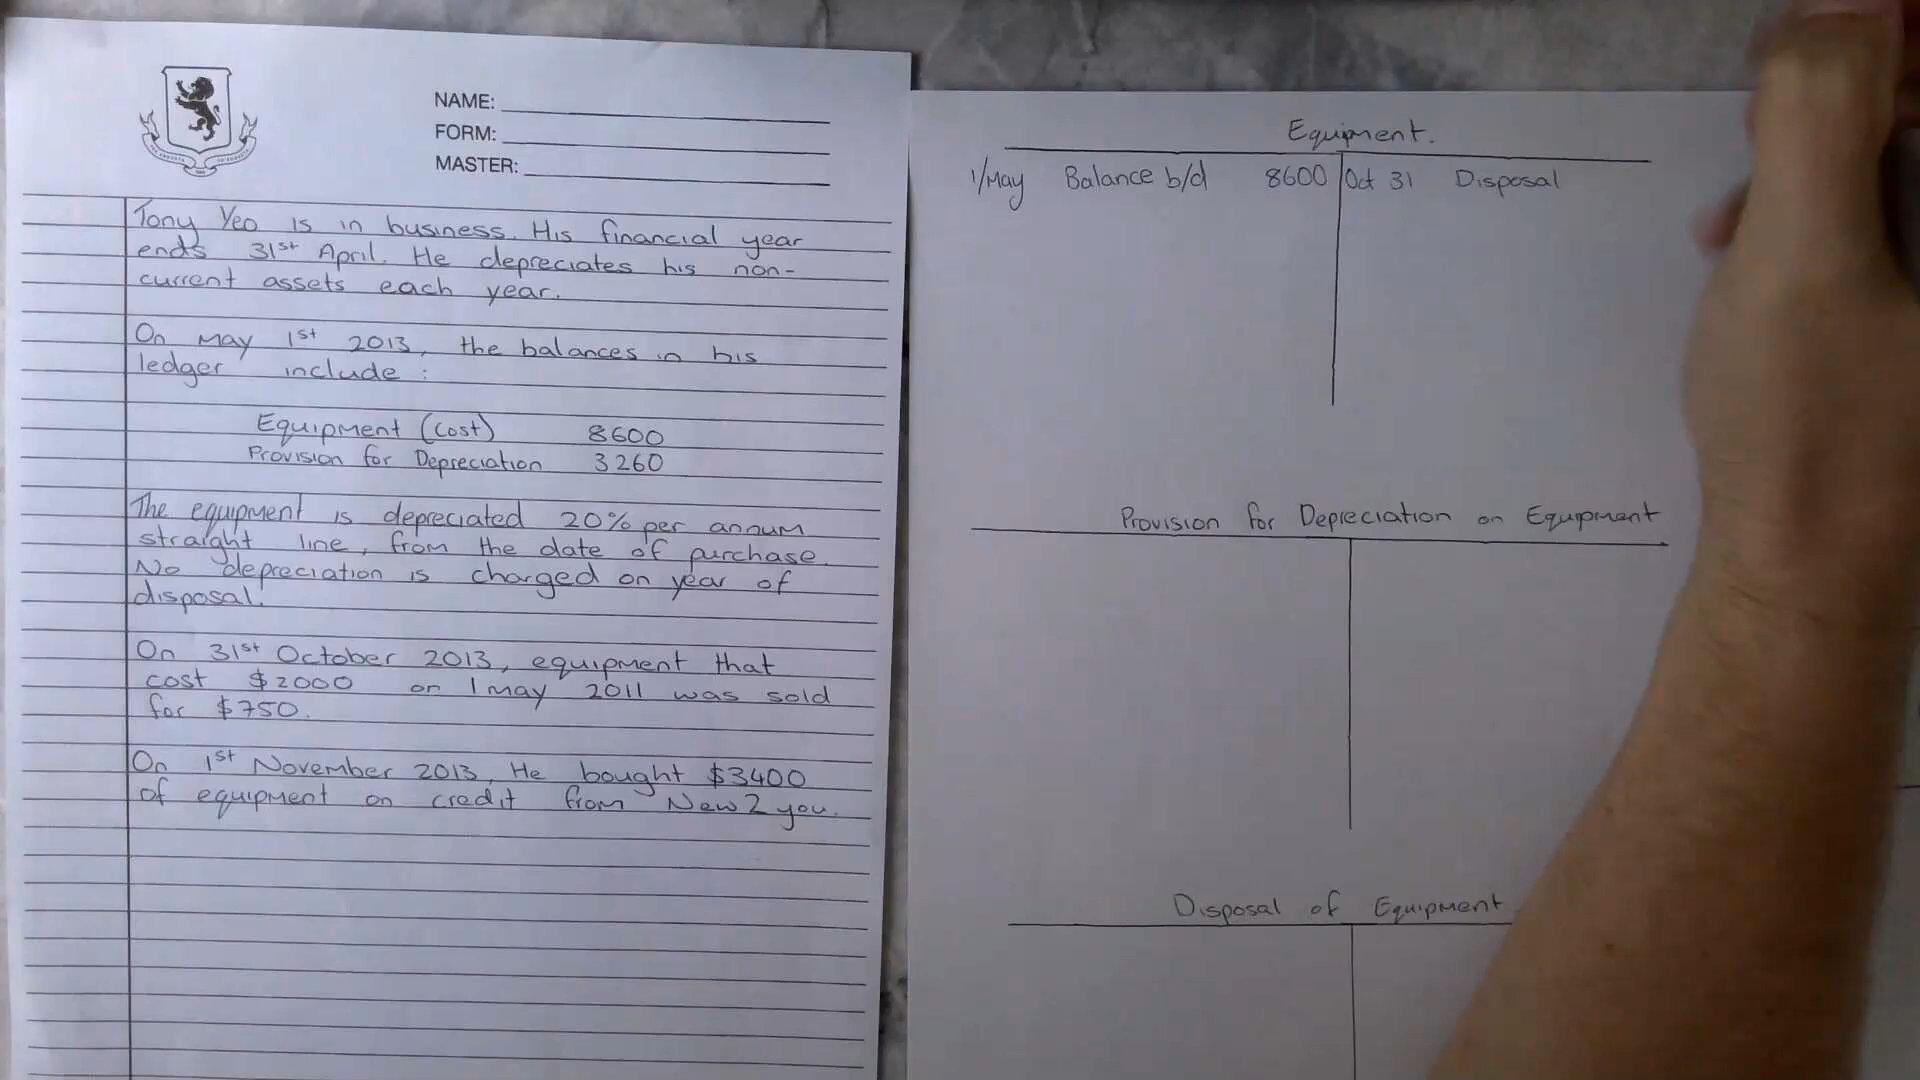 NAME:
FORM:
MASTER:
Tony Yeo is in business. His financial year
ends 31st April. He depreciates his non-
current assets each year.
On May 1st 2013, the balances in his
ledger include :
Equipment (cost) 8600
Provision for Depreciation 3260
The equipment is depreciated 20% per annum
straight line, from the date of purchase.
No depreciation is charged on year of
disposal.
On 31st October 2013, equipment that
cost $2000 on 1 May 2011 was sold
for $750.
On 1st November 2013, He bought $3400
of equipment on credit from New 2 you.
Equipment.
1/May Balance b/d 8600 Oct 31 Disposal
Provision for Depreciation on Equipment
Disposal of Equipment